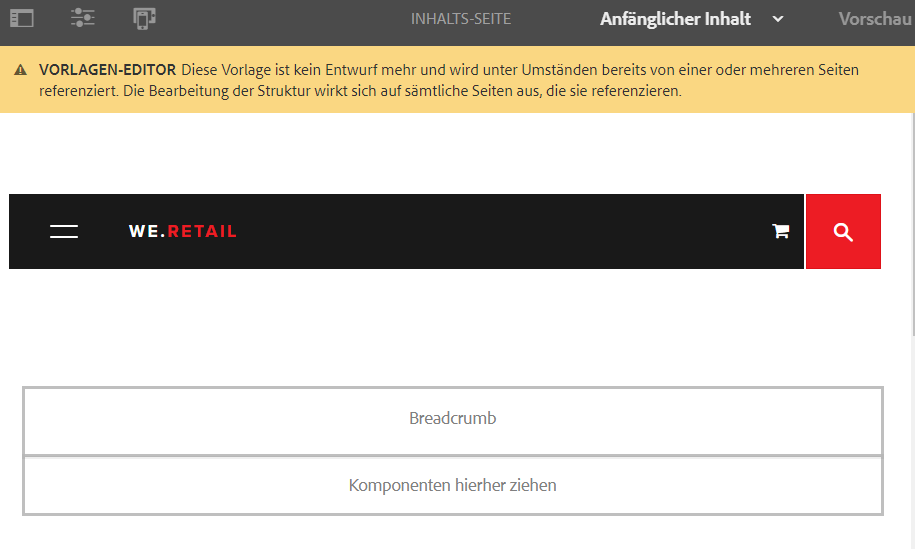 INHALTS-SEITE Anfänglicher Inhalt Vorschau
VORLAGEN-EDITOR Diese Vorlage ist kein Entwurf mehr und wird unter Umständen bereits von einer oder mehreren Seiten
referenziert. Die Bearbeitung der Struktur wirkt sich auf sämtliche Seiten aus, die sie referenzieren.
WE.RETAIL
Breadcrumb
Komponenten hierher ziehen